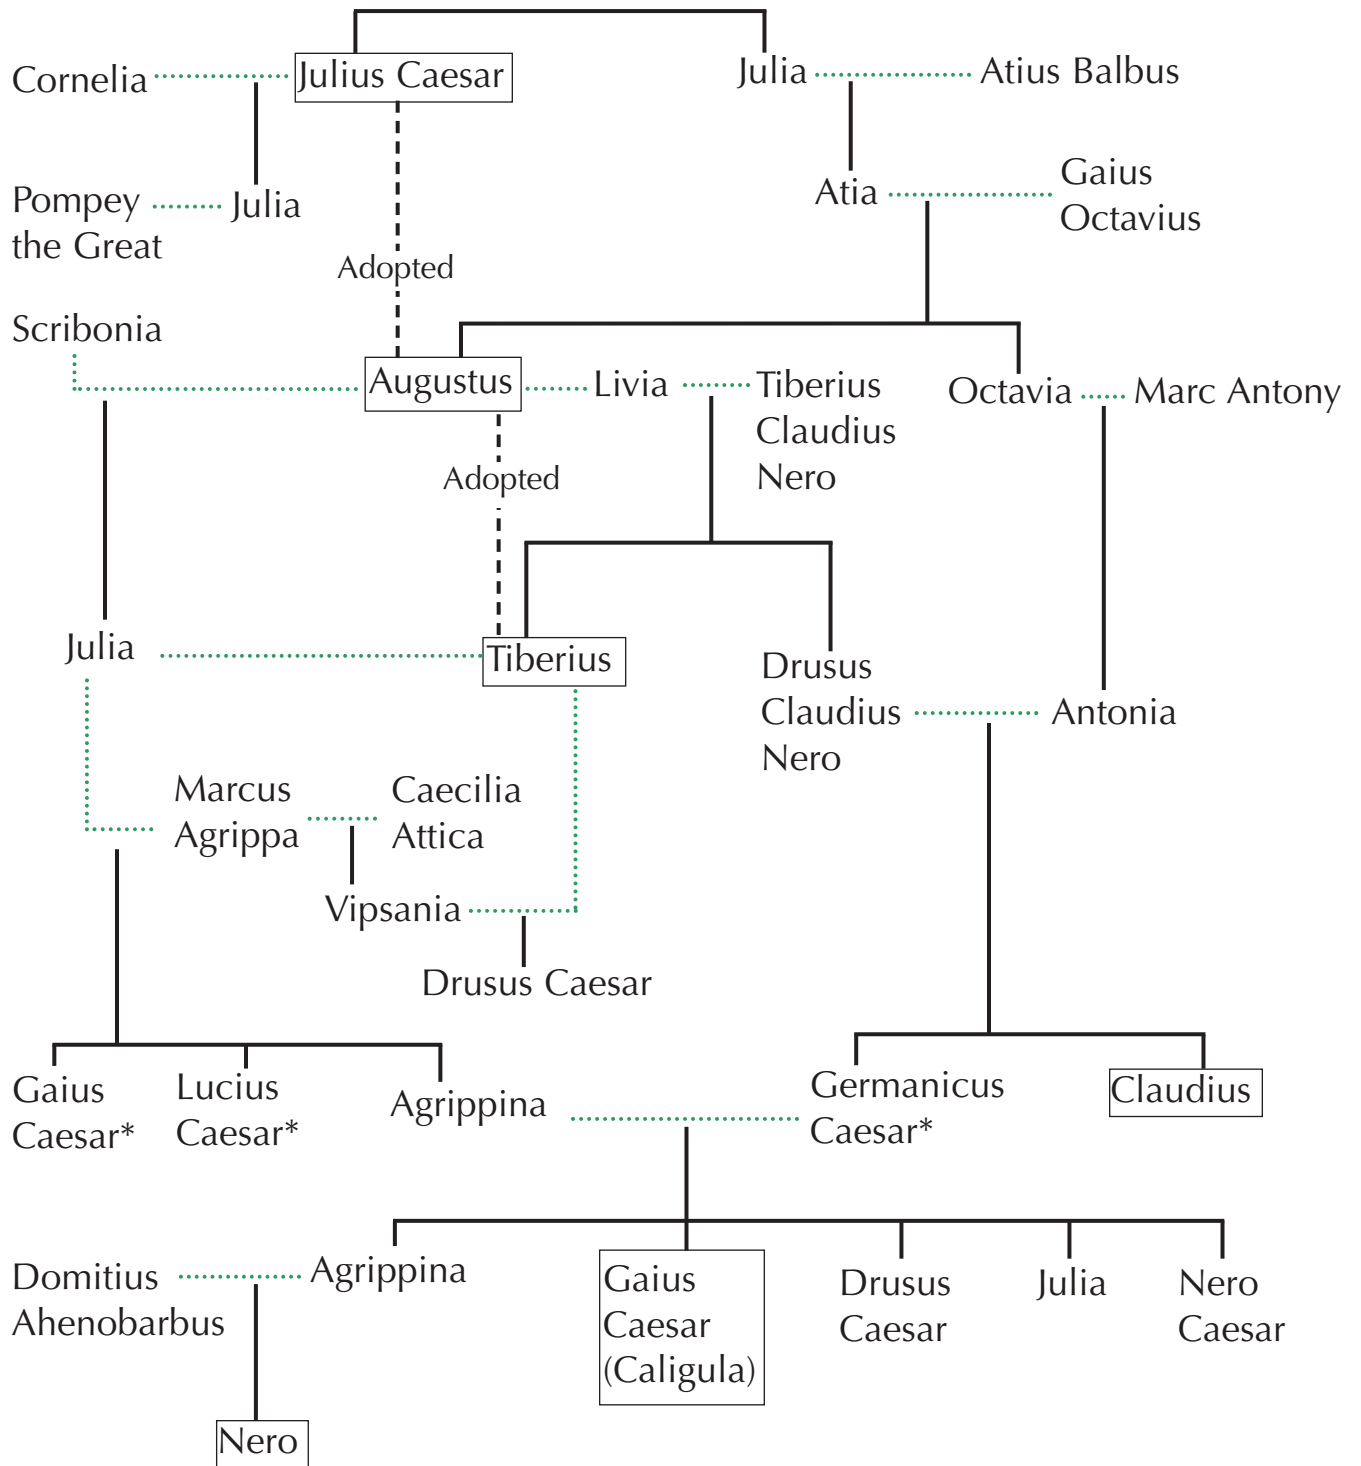 Cornelia
Julius Caesar
Julia
Atius Balbus
Pompey
the Great
Julia
Atia
Gaius
Octavius
Adopted
Scribonia
Augustus
Livia
Tiberius
Claudius
Nero
Octavia
Marc Antony
Adopted
Julia
Tiberius
Drusus
Claudius
Nero
Antonia
Marcus
Agrippa
Caecilia
Attica
Vipsania
Drusus Caesar
Gaius
Caesar*
Lucius
Caesar*
Agrippina
Germanicus
Caesar*
Claudius
Domitius
Ahenobarbus
Agrippina
Gaius
Caesar
(Caligula)
Drusus
Caesar
Julia
Nero
Caesar
Nero